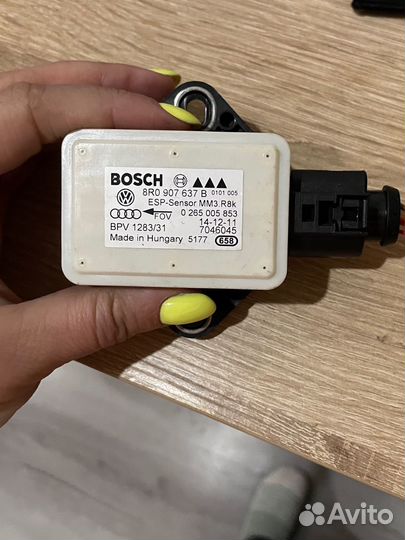 BOSCH
8R0 907 637 B 0101 005
ESP-Sensor MM3.R8k
FOV 0 265 005 853
14-12-11
BPV 1283/31 7046045
Made in Hungary 5177 658
Avito